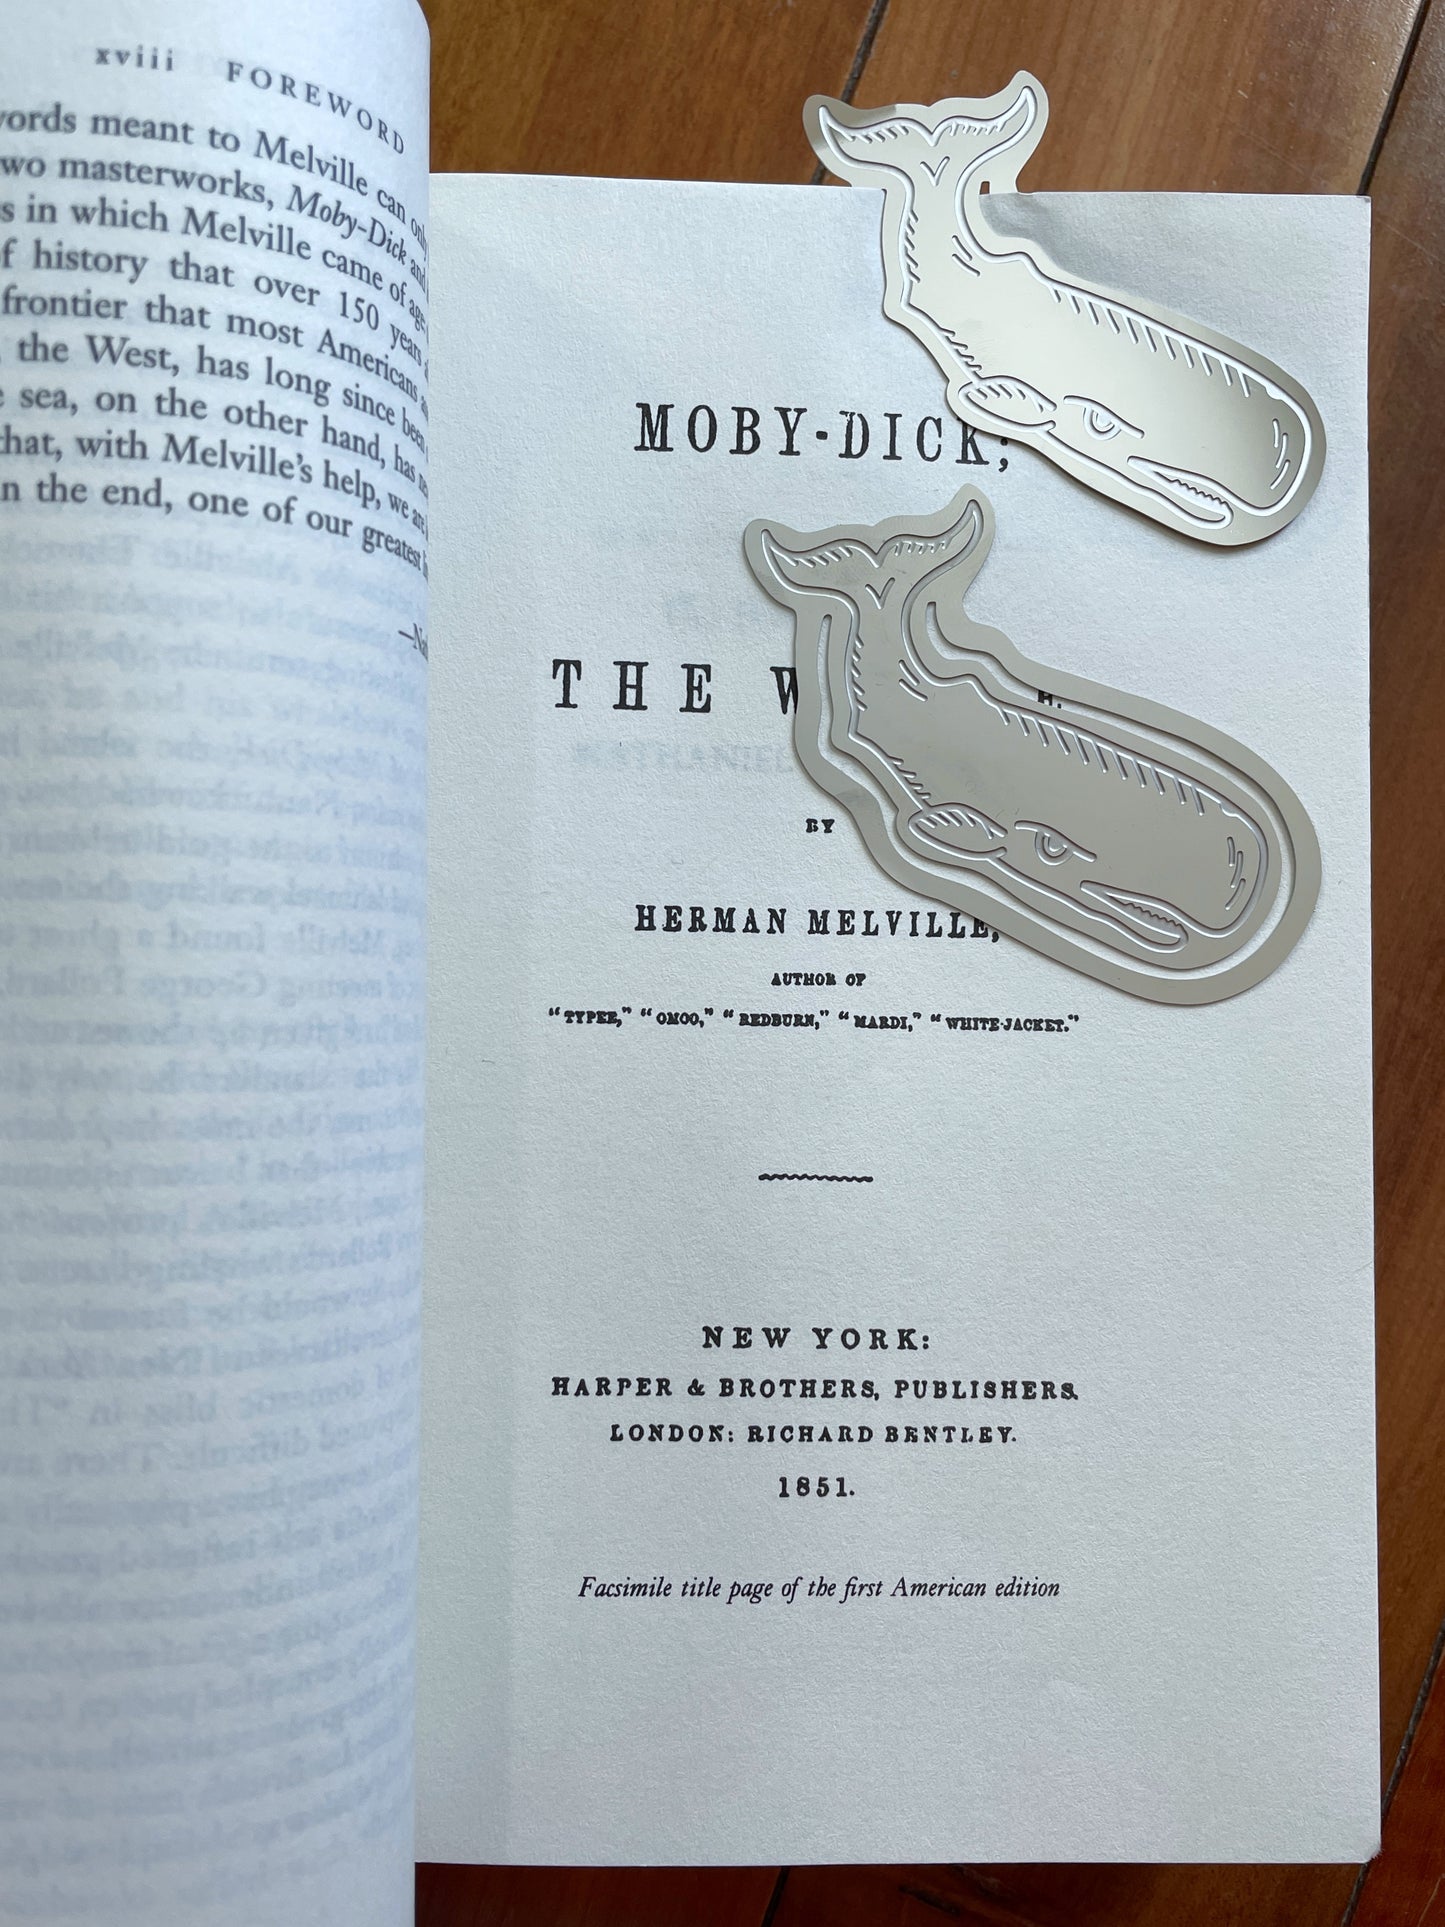 xviii FOREWORD
words meant to Melville can only
two masterworks, Moby-Dick and
s in which Melville came of age
of history that over 150 years
frontier that most Americans
the West, has long since been
sea, on the other hand, has
that, with Melville's help, we are
in the end, one of our greatest
MOBY-DICK;
THE W
H.
BY
HERMAN MELVILLE,
AUTHOR OF
"TYPEE," "OMOO," "REDBURN," "MARDI," "WHITE-JACKET."
NEW YORK:
HARPER & BROTHERS, PUBLISHERS.
LONDON: RICHARD BENTLEY.
1851.
Facsimile title page of the first American edition